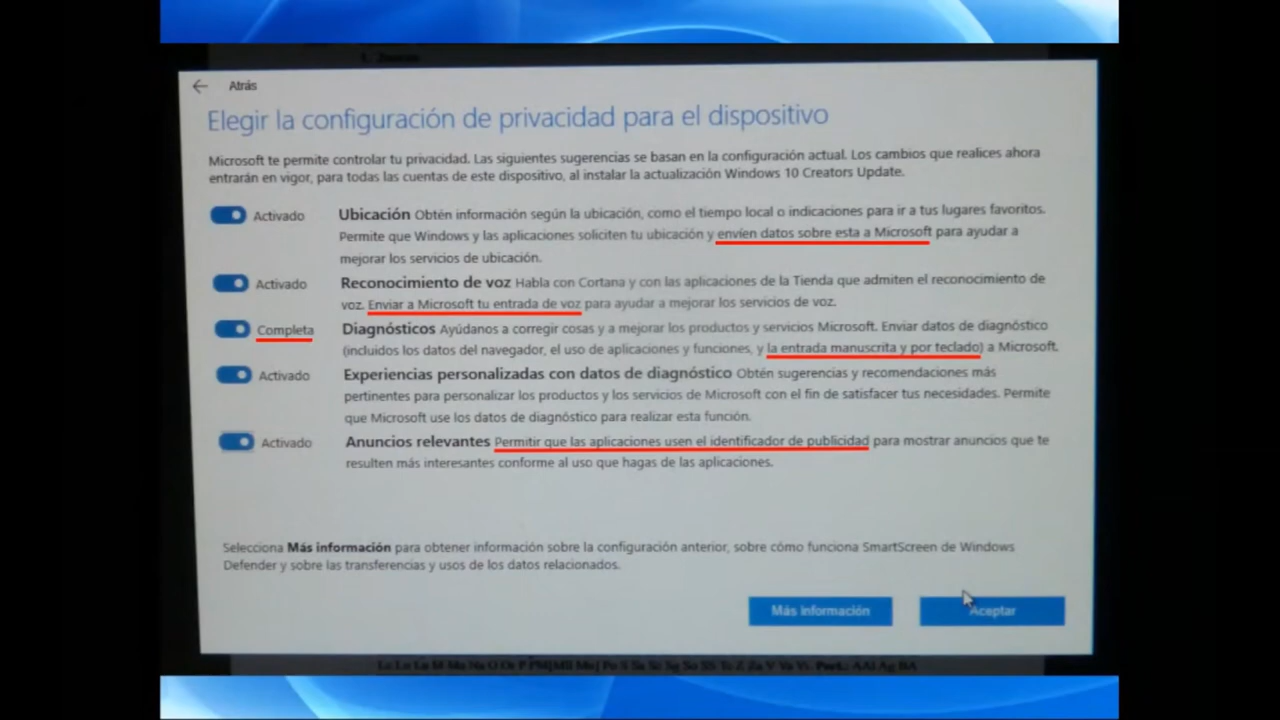 Atrás
Elegir la configuración de privacidad para el dispositivo
Microsoft te permite controlar tu privacidad. Las siguientes sugerencias se basan en la configuración actual. Los cambios que realices ahora
entrarán en vigor, para todas las cuentas de este dispositivo, al instalar la actualización Windows 10 Creators Update.
Activado
Ubicación Obtén información según la ubicación, como el tiempo local o indicaciones para ir a tus lugares favoritos.
Permite que Windows y las aplicaciones soliciten tu ubicación y envíen datos sobre esta a Microsoft para ayudar a
mejorar los servicios de ubicación.
Activado
Reconocimiento de voz Habla con Cortana y con las aplicaciones de la Tienda que admiten el reconocimiento de
voz. Enviar a Microsoft tu entrada de voz para ayudar a mejorar los servicios de voz.
Completa
Diagnósticos Ayúdanos a corregir cosas y a mejorar los productos y servicios Microsoft. Enviar datos de diagnóstico
(incluidos los datos del navegador, el uso de aplicaciones y funciones, y la entrada manuscrita y por teclado) a Microsoft.
Activado
Experiencias personalizadas con datos de diagnóstico Obtén sugerencias y recomendaciones más
pertinentes para personalizar los productos y los servicios de Microsoft con el fin de satisfacer tus necesidades. Permite
que Microsoft use los datos de diagnóstico para realizar esta función.
Activado
Anuncios relevantes Permitir que las aplicaciones usen el identificador de publicidad para mostrar anuncios que te
resulten más interesantes conforme al uso que hagas de las aplicaciones.
Selecciona Más información para obtener información sobre la configuración anterior, sobre cómo funciona SmartScreen de Windows
Defender y sobre las transferencias y usos de los datos relacionados.
Más información
Aceptar